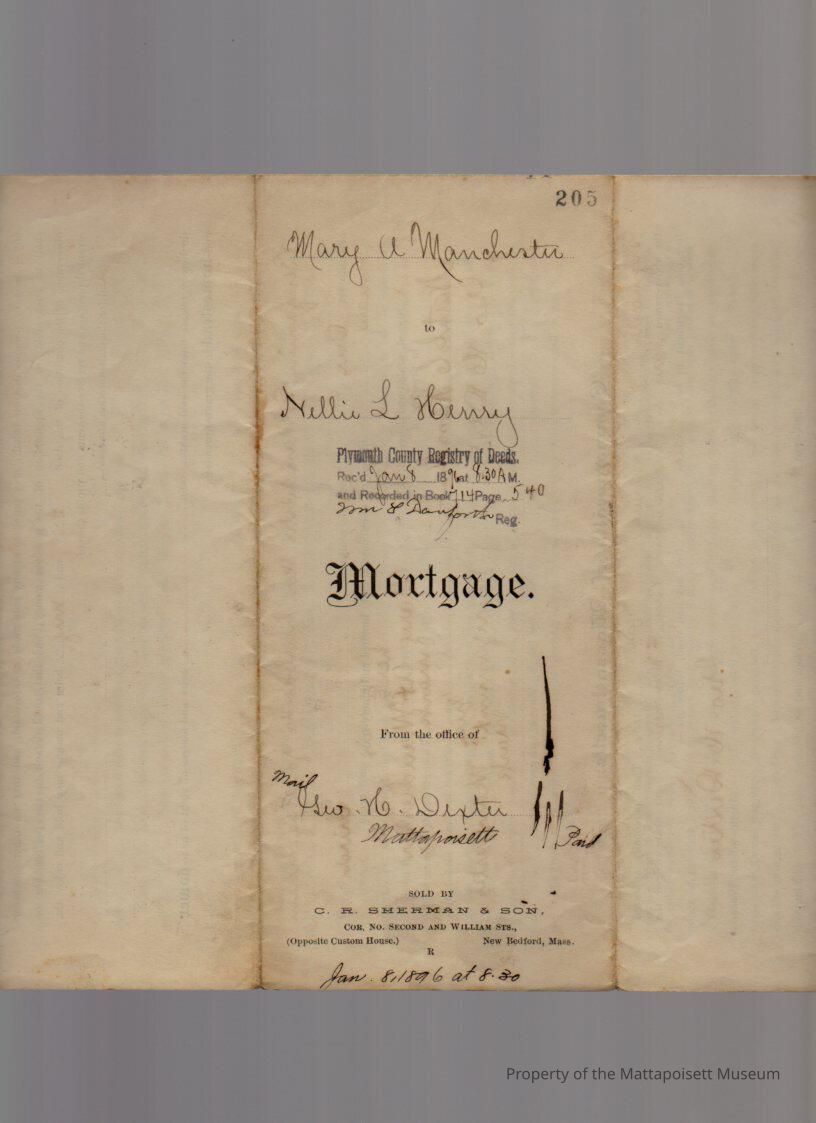 205
Mary A Manchester
to
Nellie L Henry
Plymouth County Registry of Deeds.
Rec'd Jan 8 1896 at 8.30 A M.
and Recorded in Book 714 Page 540
Wm S Danforth Reg.
Mortgage.
From the office of
Mail
Geo. H. Dexter
Mattapoisett
Paid
SOLD BY
C. R. SHERMAN & SON,
COR. NO. SECOND AND WILLIAM STS.,
(Opposite Custom House.) New Bedford, Mass.
R
Jan. 8, 1896 at 8.30
Property of the Mattapoisett Museum